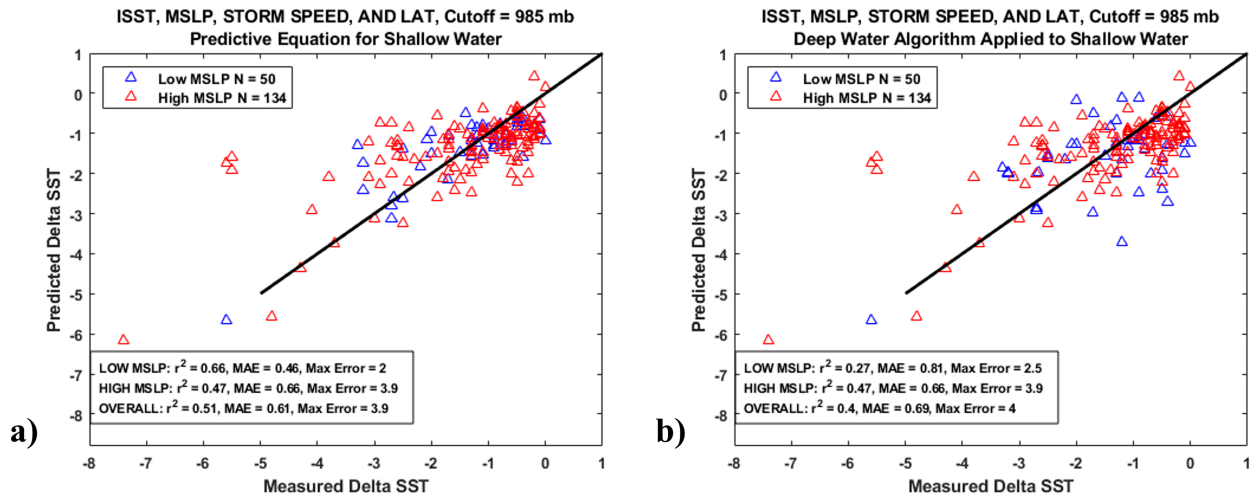 ISST, MSLP, STORM SPEED, AND LAT, Cutoff = 985 mb
Predictive Equation for Shallow Water
1
0
-1
-2
-3
-4
-5
-6
-7
-8
Predicted Delta SST
Low MSLP N = 50
High MSLP N = 134
LOW MSLP: r² = 0.66, MAE = 0.46, Max Error = 2
HIGH MSLP: r² = 0.47, MAE = 0.66, Max Error = 3.9
OVERALL: r² = 0.51, MAE = 0.61, Max Error = 3.9
a)
-8 -7 -6 -5 -4 -3 -2 -1 0 1
Measured Delta SST
ISST, MSLP, STORM SPEED, AND LAT, Cutoff = 985 mb
Deep Water Algorithm Applied to Shallow Water
1
0
-1
-2
-3
-4
-5
-6
-7
-8
Predicted Delta SST
Low MSLP N = 50
High MSLP N = 134
LOW MSLP: r² = 0.27, MAE = 0.81, Max Error = 2.5
HIGH MSLP: r² = 0.47, MAE = 0.66, Max Error = 3.9
OVERALL: r² = 0.4, MAE = 0.69, Max Error = 4
b)
-8 -7 -6 -5 -4 -3 -2 -1 0 1
Measured Delta SST